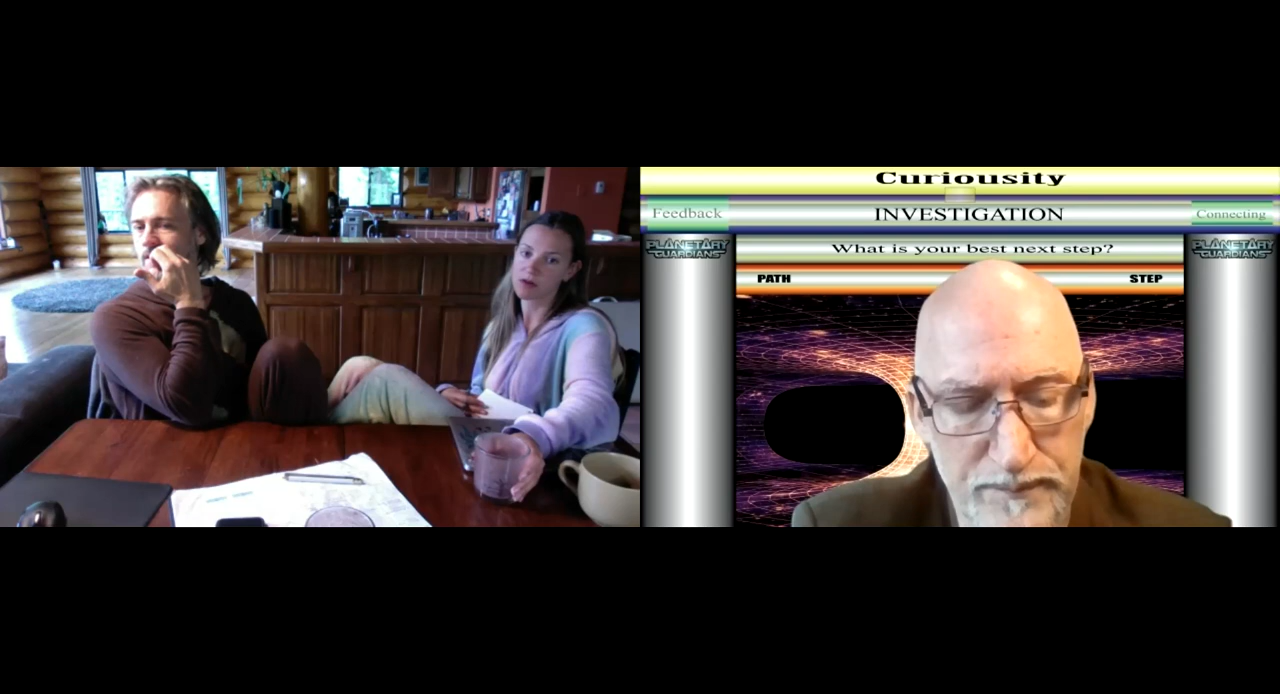 Curiousity
Feedback
INVESTIGATION
Connecting
PLANETARY
GUARDIANS
What is your best next step?
PLANETARY
GUARDIANS
PATH
STEP